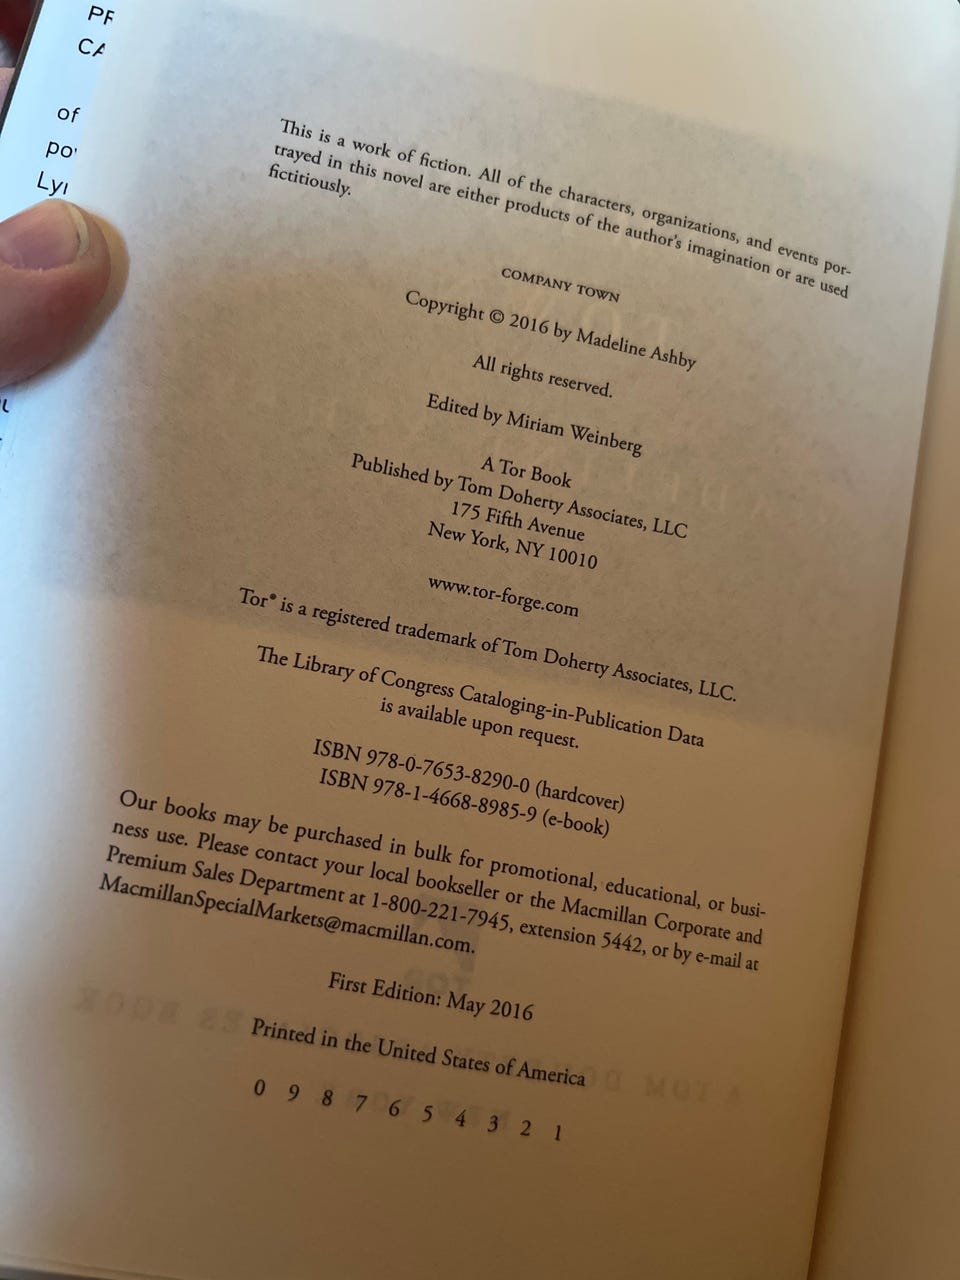 PR
CA
of
po
Ly
This is a work of fiction. All of the characters, organizations, and events por-
trayed in this novel are either products of the author's imagination or are used
fictitiously.
COMPANY TOWN
Copyright © 2016 by Madeline Ashby
All rights reserved.
Edited by Miriam Weinberg
A Tor Book
Published by Tom Doherty Associates, LLC
175 Fifth Avenue
New York, NY 10010
www.tor-forge.com
Tor® is a registered trademark of Tom Doherty Associates, LLC.
The Library of Congress Cataloging-in-Publication Data
is available upon request.
ISBN 978-0-7653-8290-0 (hardcover)
ISBN 978-1-4668-8985-9 (e-book)
Our books may be purchased in bulk for promotional, educational, or busi-
ness use. Please contact your local bookseller or the Macmillan Corporate and
Premium Sales Department at 1-800-221-7945, extension 5442, or by e-mail at
MacmillanSpecialMarkets@macmillan.com.
First Edition: May 2016
Printed in the United States of America
0 9 8 7 6 5 4 3 2 1